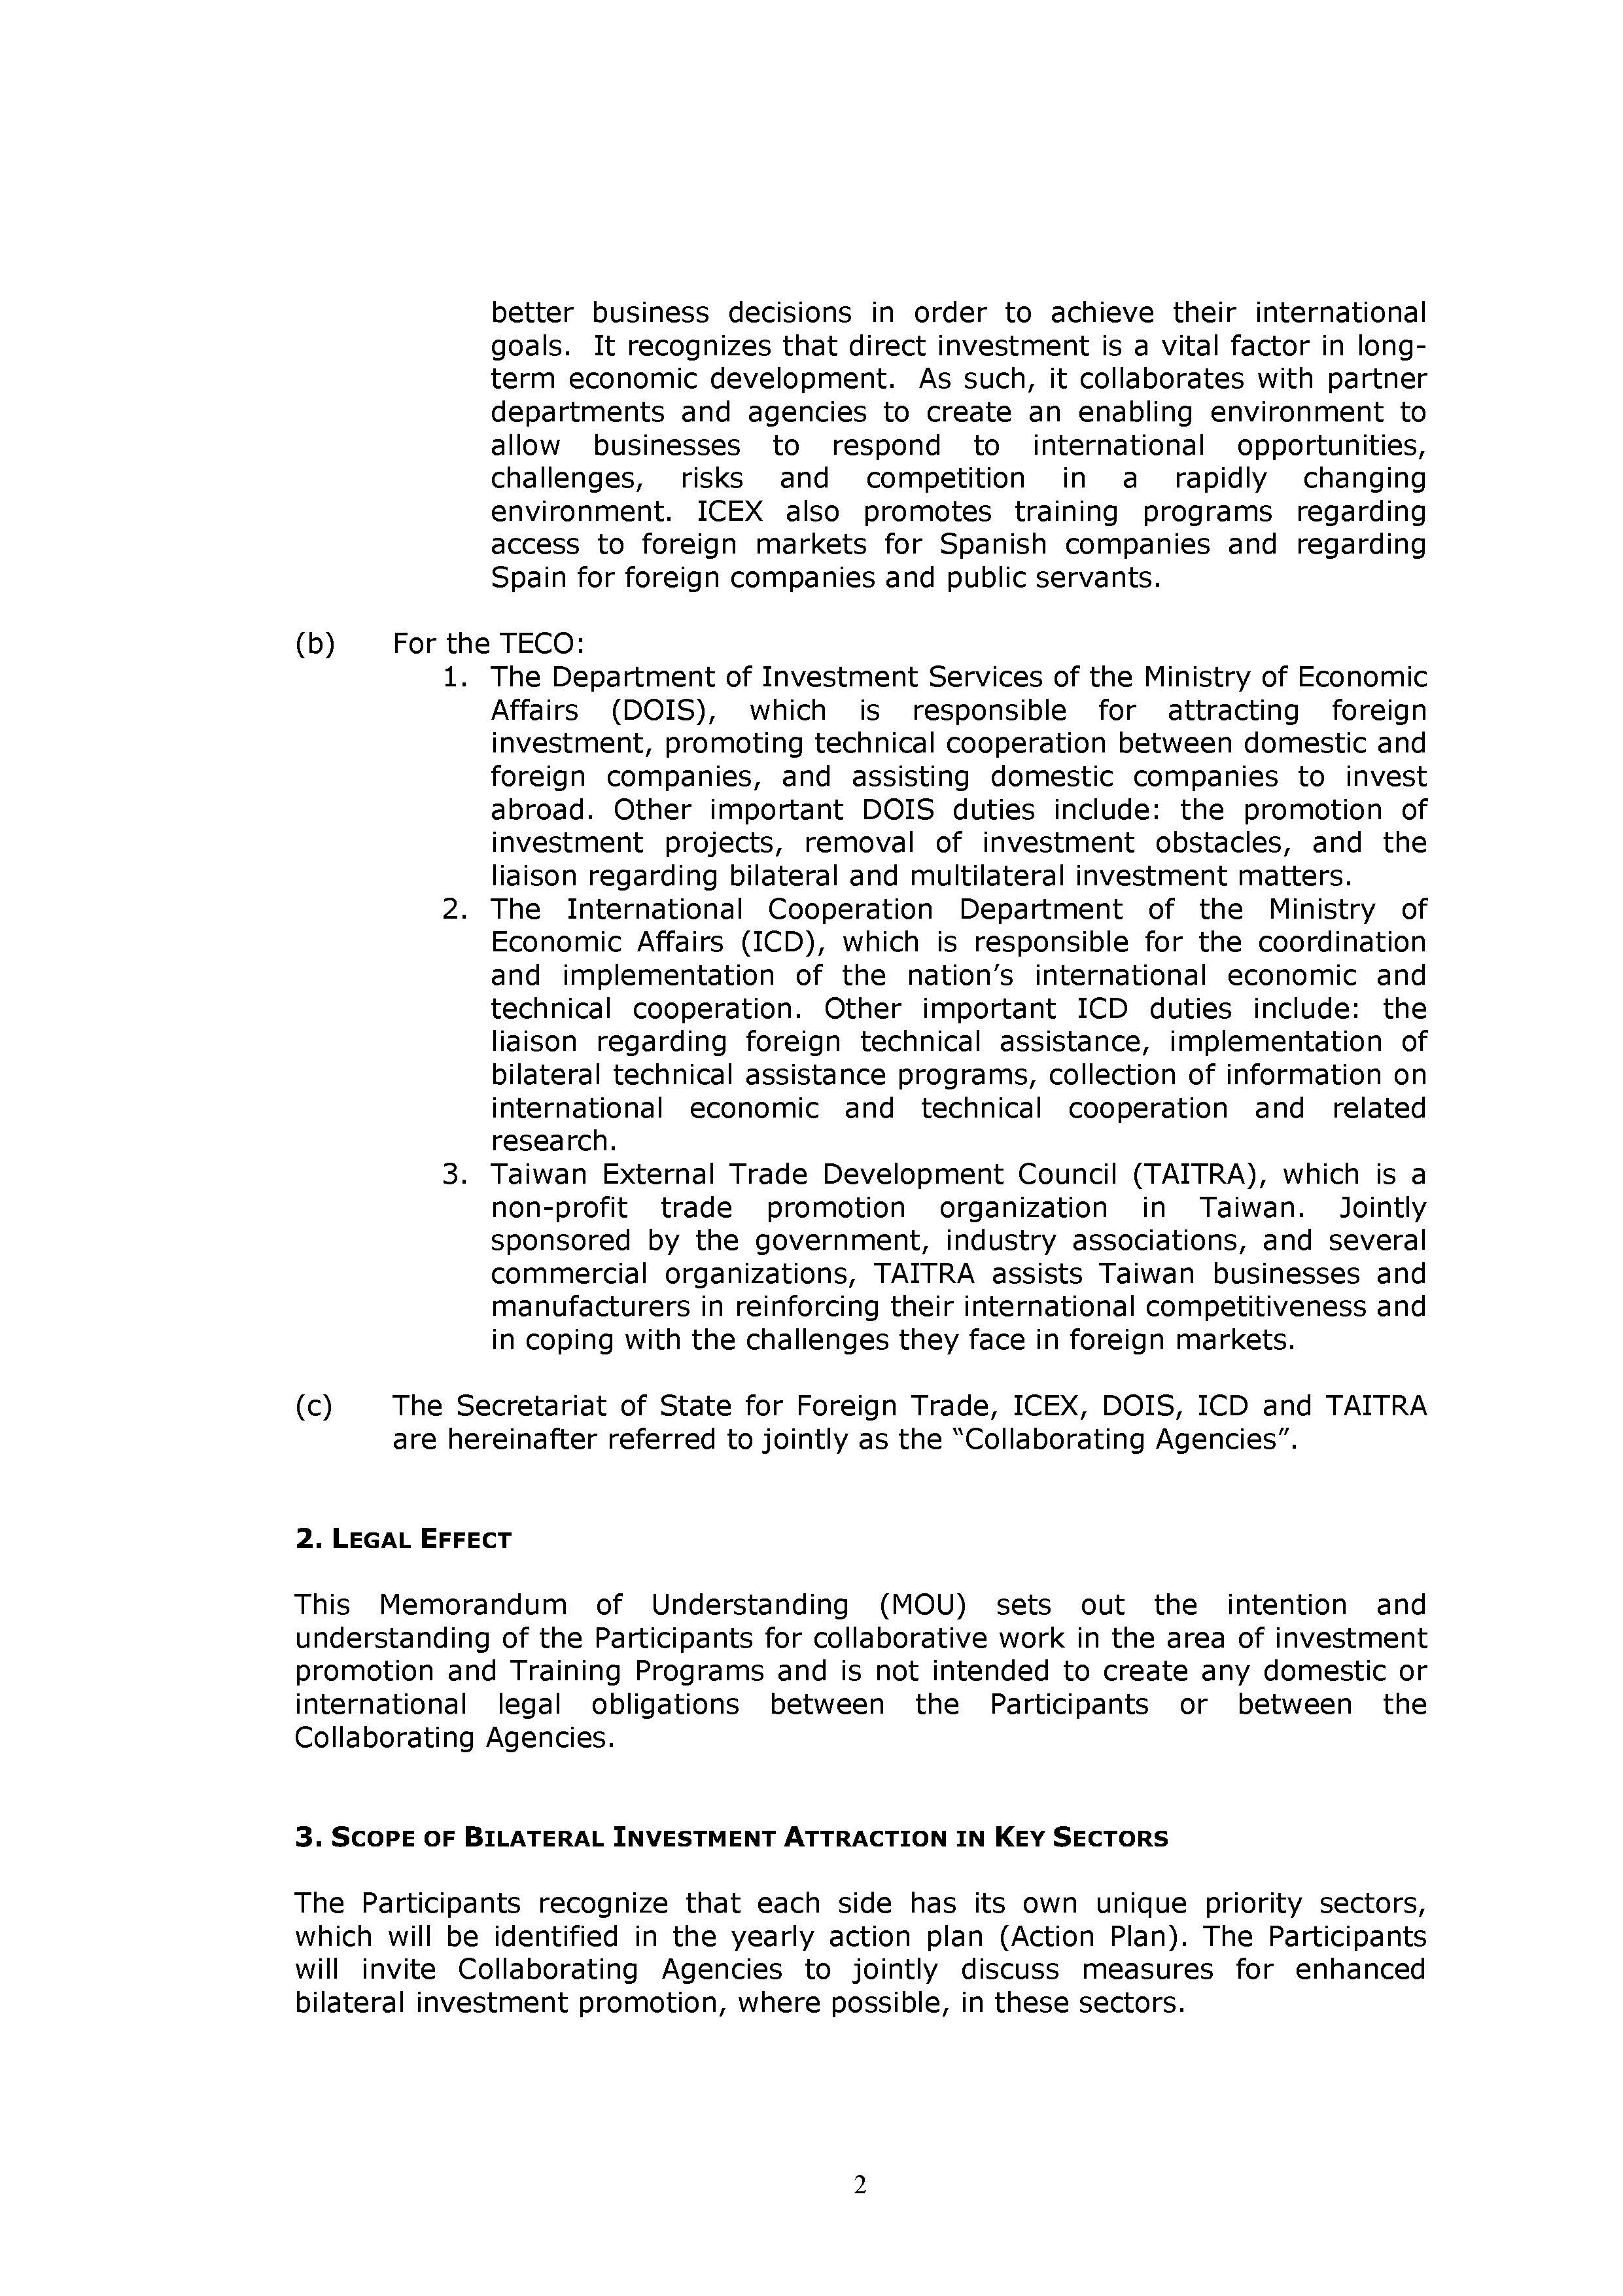 better business decisions in order to achieve their international
goals. It recognizes that direct investment is a vital factor in long-
term economic development. As such, it collaborates with partner
departments and agencies to create an enabling environment to
allow businesses to respond to international opportunities,
challenges, risks and competition in a rapidly changing
environment. ICEX also promotes training programs regarding
access to foreign markets for Spanish companies and regarding
Spain for foreign companies and public servants.
(b) For the TECO:
1. The Department of Investment Services of the Ministry of Economic
Affairs (DOIS), which is responsible for attracting foreign
investment, promoting technical cooperation between domestic and
foreign companies, and assisting domestic companies to invest
abroad. Other important DOIS duties include: the promotion of
investment projects, removal of investment obstacles, and the
liaison regarding bilateral and multilateral investment matters.
2. The International Cooperation Department of the Ministry of
Economic Affairs (ICD), which is responsible for the coordination
and implementation of the nation’s international economic and
technical cooperation. Other important ICD duties include: the
liaison regarding foreign technical assistance, implementation of
bilateral technical assistance programs, collection of information on
international economic and technical cooperation and related
research.
3. Taiwan External Trade Development Council (TAITRA), which is a
non-profit trade promotion organization in Taiwan. Jointly
sponsored by the government, industry associations, and several
commercial organizations, TAITRA assists Taiwan businesses and
manufacturers in reinforcing their international competitiveness and
in coping with the challenges they face in foreign markets.
(c) The Secretariat of State for Foreign Trade, ICEX, DOIS, ICD and TAITRA
are hereinafter referred to jointly as the “Collaborating Agencies”.
2. LEGAL EFFECT
This Memorandum of Understanding (MOU) sets out the intention and
understanding of the Participants for collaborative work in the area of investment
promotion and Training Programs and is not intended to create any domestic or
international legal obligations between the Participants or between the
Collaborating Agencies.
3. SCOPE OF BILATERAL INVESTMENT ATTRACTION IN KEY SECTORS
The Participants recognize that each side has its own unique priority sectors,
which will be identified in the yearly action plan (Action Plan). The Participants
will invite Collaborating Agencies to jointly discuss measures for enhanced
bilateral investment promotion, where possible, in these sectors.
2